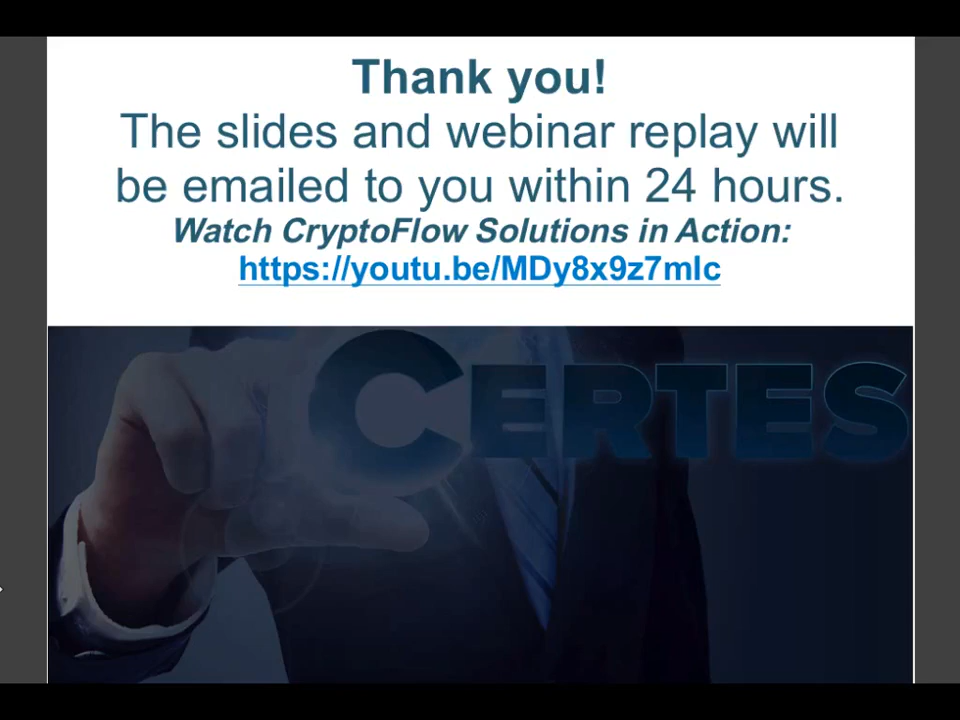 Thank you!
The slides and webinar replay will
be emailed to you within 24 hours.
Watch CryptoFlow Solutions in Action:
https://youtu.be/MDy8x9z7mlc
CERTES